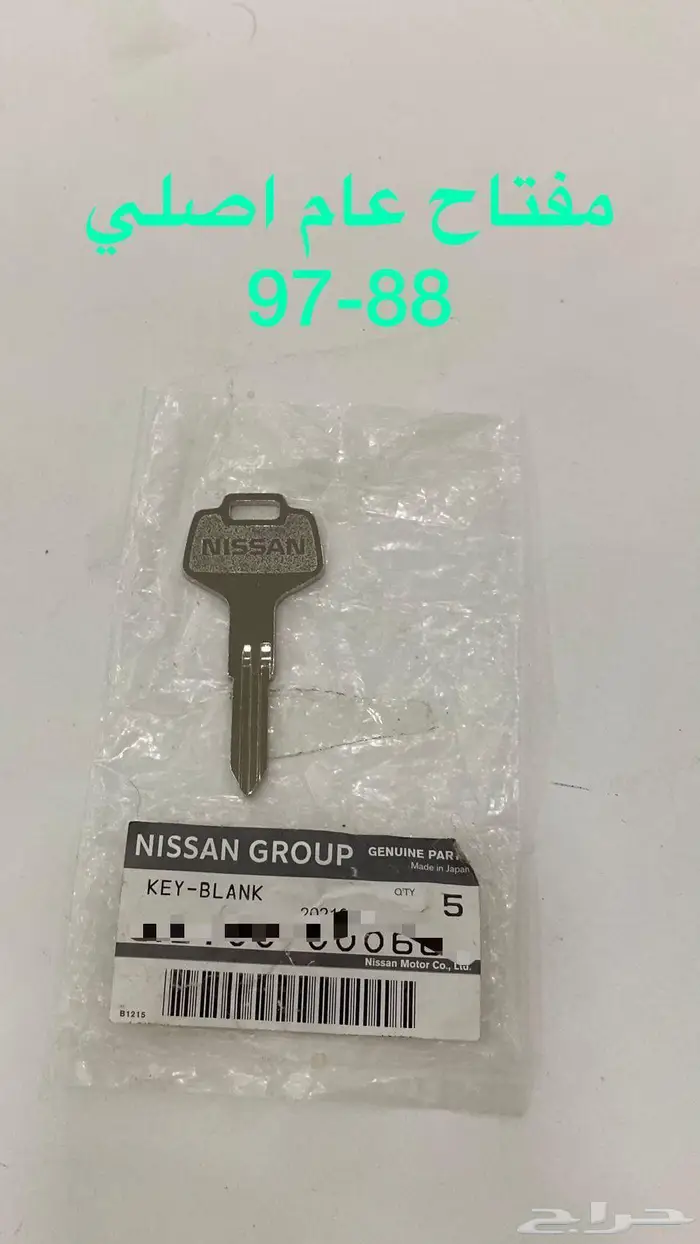 مفتاح عام اصلي
97-88
NISSAN
NISSAN GROUP GENUINE PARTS
Made in Japan
KEY-BLANK QTY 5
Nissan Motor Co., Ltd.
B1215
حراج